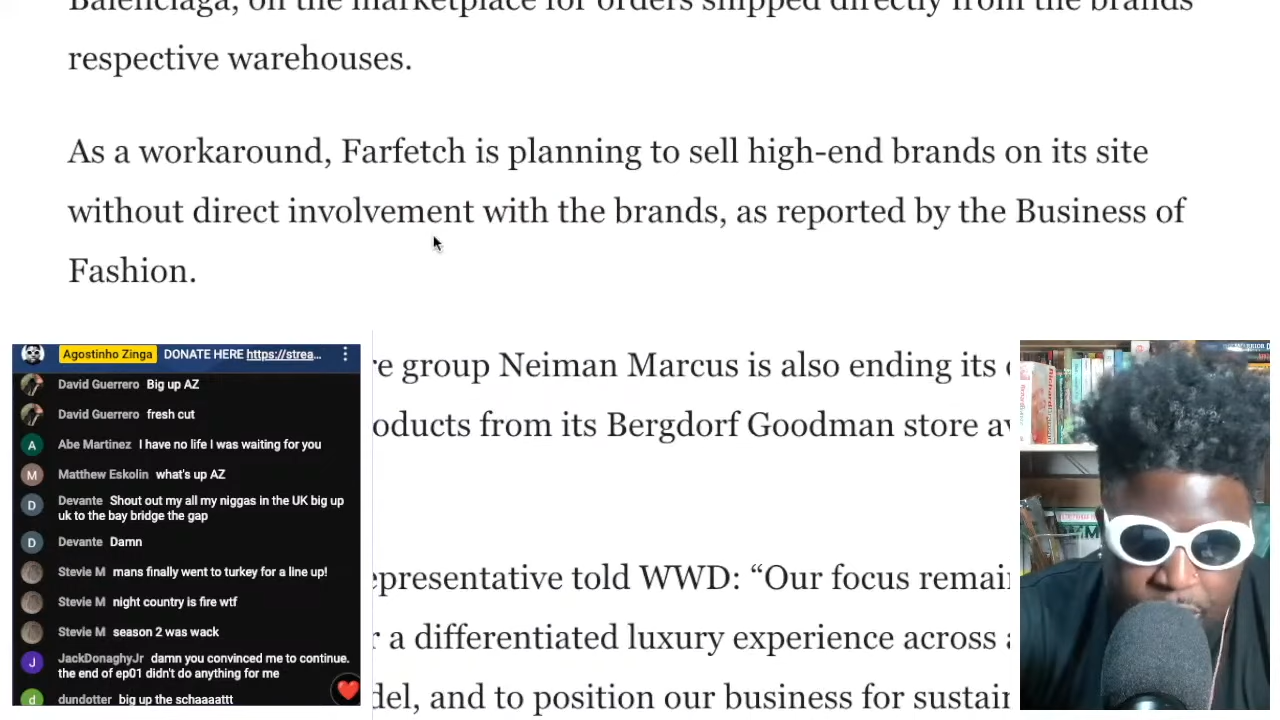 Balenciaga, on the marketplace for orders shipped directly from the brands
respective warehouses.
As a workaround, Farfetch is planning to sell high-end brands on its site
without direct involvement with the brands, as reported by the Business of
Fashion.
re group Neiman Marcus is also ending its
oducts from its Bergdorf Goodman store av
epresentative told WWD: “Our focus remain
r a differentiated luxury experience across a
del, and to position our business for sustain
Agostinho Zinga DONATE HERE https://strea...
David Guerrero Big up AZ
David Guerrero fresh cut
A Abe Martinez I have no life I was waiting for you
M Matthew Eskolin what's up AZ
D Devante Shout out my all my niggas in the UK big up
uk to the bay bridge the gap
D Devante Damn
Stevie M mans finally went to turkey for a line up!
Stevie M night country is fire wtf
Stevie M season 2 was wack
J JackDonaghyJr damn you convinced me to continue.
the end of ep01 didn't do anything for me
d dundotter big up the schaaaattt